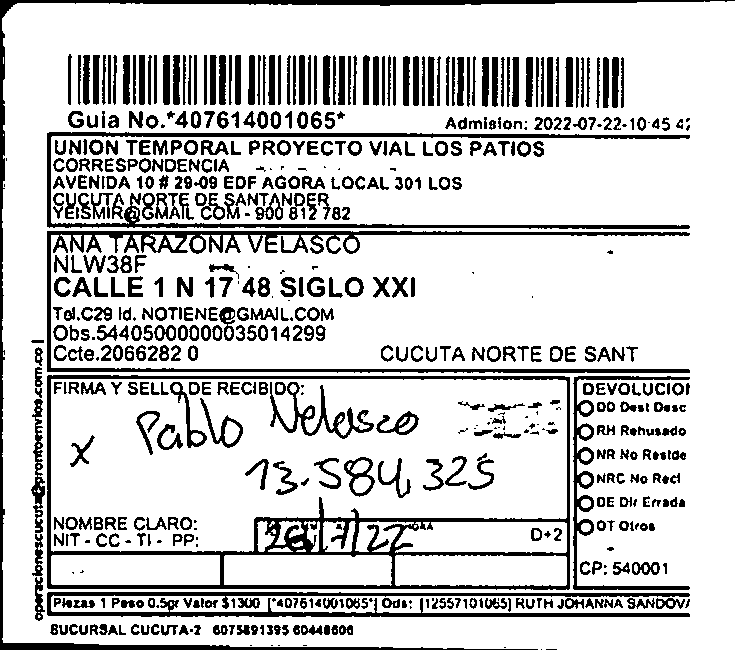 Guia No.*407614001065*
Admision: 2022-07-22-10:45 42
UNION TEMPORAL PROYECTO VIAL LOS PATIOS
CORRESPONDENCIA
AVENIDA 10 # 29-09 EDF AGORA LOCAL 301 LOS
CUCUTA NORTE DE SANTANDER
YEISMIR@GMAIL COM - 900 812 782
ANA TARAZONA VELASCO
NLW38F
CALLE 1 N 17 48 SIGLO XXI
Tel.C29 Id. NOTIENE@GMAIL.COM
Obs.54405000000035014299
Ccte.2066282 0
CUCUTA NORTE DE SANT
operacionescucuta@prontoenvios.com.co |
FIRMA Y SELLO DE RECIBIDO:
X Pablo Velasco
13.584,325
NOMBRE CLARO:
NIT - CC - TI - PP:
26/7/22
D+2
DEVOLUCIO
DD Dest Desc
RH Rehusado
NR No Reside
NRC No Recl
DE Dir Errada
OT Otros
CP: 540001
Piezas 1 Peso 0.5gr Valor $1300 [*407614001065*] Ods: [12557101065] RUTH JOHANNA SANDOVA
SUCURSAL CUCUTA-2 6075891395 60448606